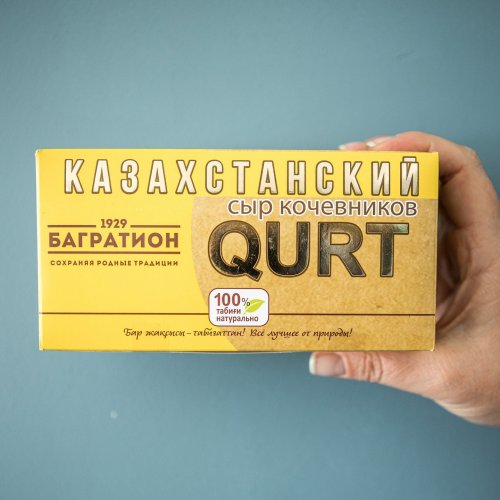 КАЗАХСТАНСКИЙ
сыр кочевников
QURT
1929
БАГРАТИОН
СОХРАНЯЯ РОДНЫЕ ТРАДИЦИИ
100%
табиғи
натурально
Бар жақсысы – табиғаттан! Всё лучшее от природы!